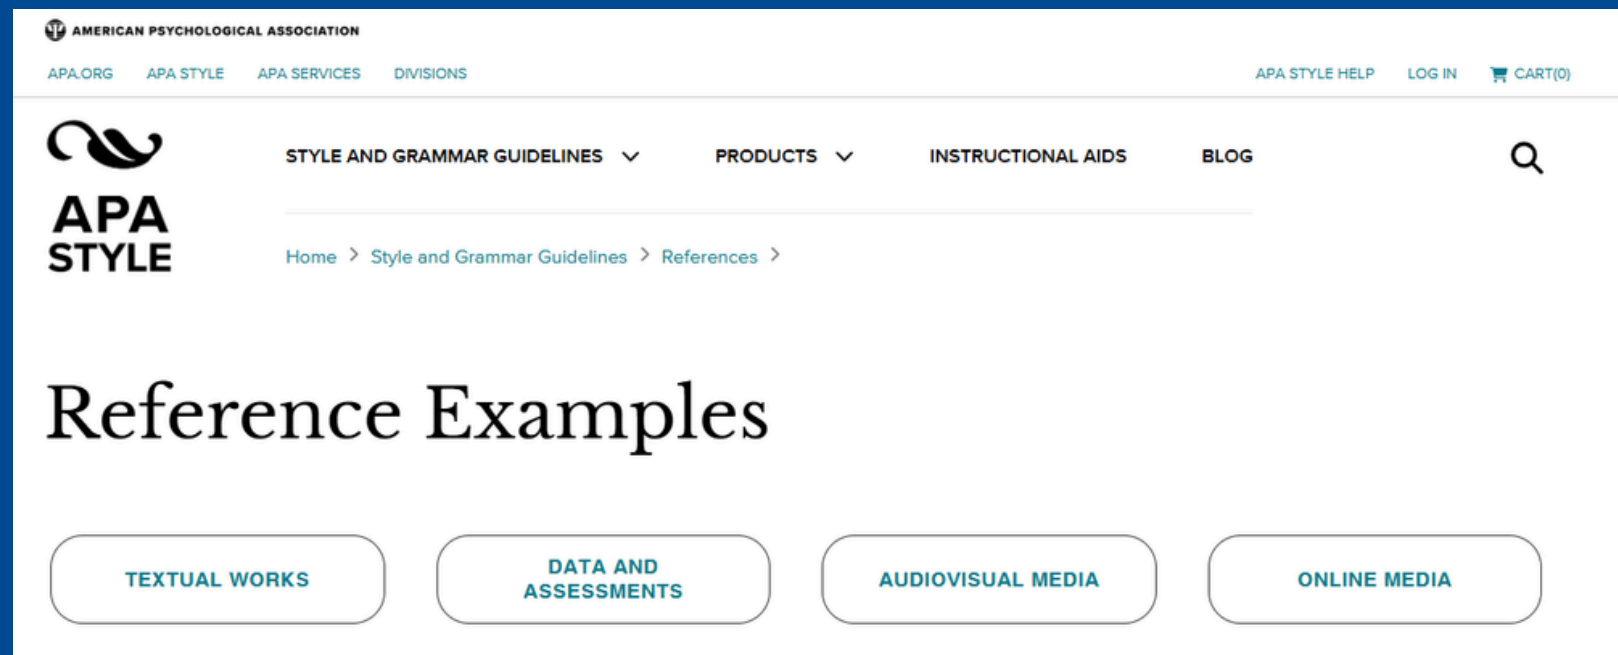 AMERICAN PSYCHOLOGICAL ASSOCIATION
APA.ORG APA STYLE APA SERVICES DIVISIONS APA STYLE HELP LOG IN CART(0)
APA
STYLE
STYLE AND GRAMMAR GUIDELINES PRODUCTS INSTRUCTIONAL AIDS BLOG
Home > Style and Grammar Guidelines > References >
Reference Examples
TEXTUAL WORKS
DATA AND
ASSESSMENTS
AUDIOVISUAL MEDIA
ONLINE MEDIA